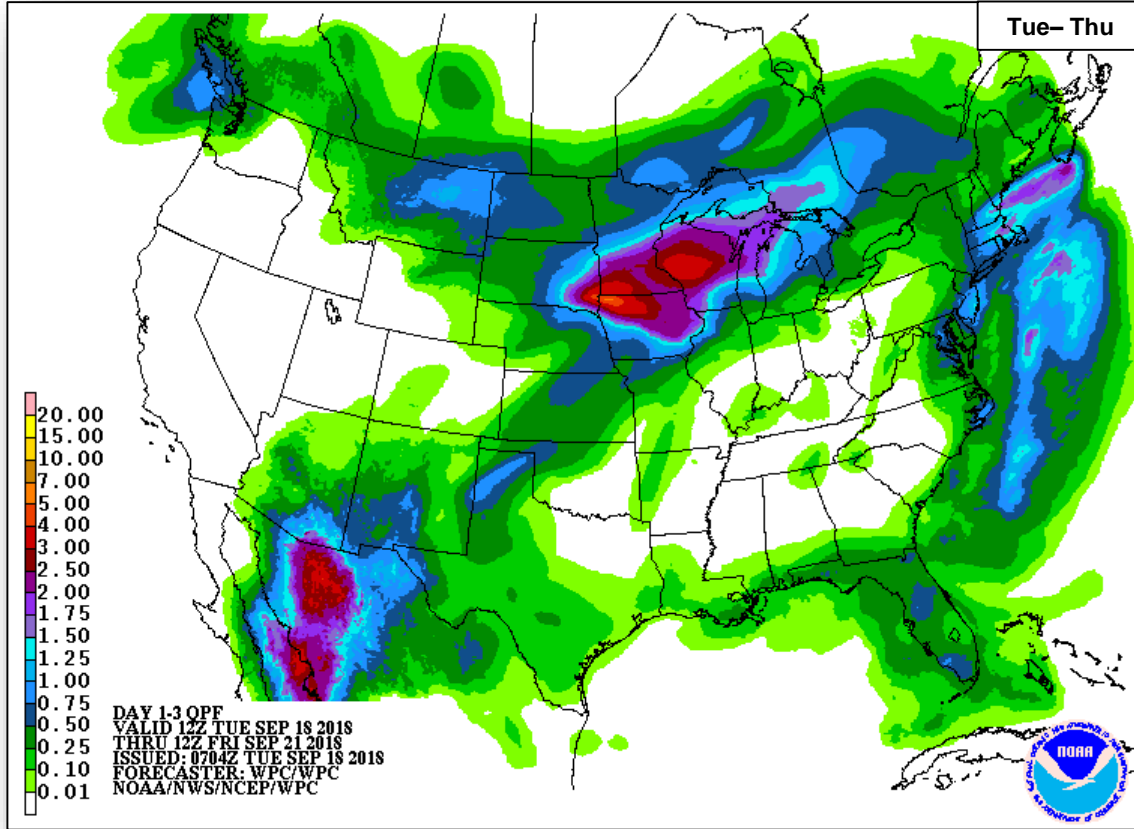 Tue– Thu
20.00
15.00
10.00
7.00
5.00
4.00
3.00
2.50
2.00
1.75
1.50
1.25
1.00
0.75
0.50
0.25
0.10
0.01
DAY 1-3 QPF
VALID 12Z TUE SEP 18 2018
THRU 12Z FRI SEP 21 2018
ISSUED: 0704Z TUE SEP 18 2018
FORECASTER: WPC/WPC
NOAA/NWS/NCEP/WPC
NOAA